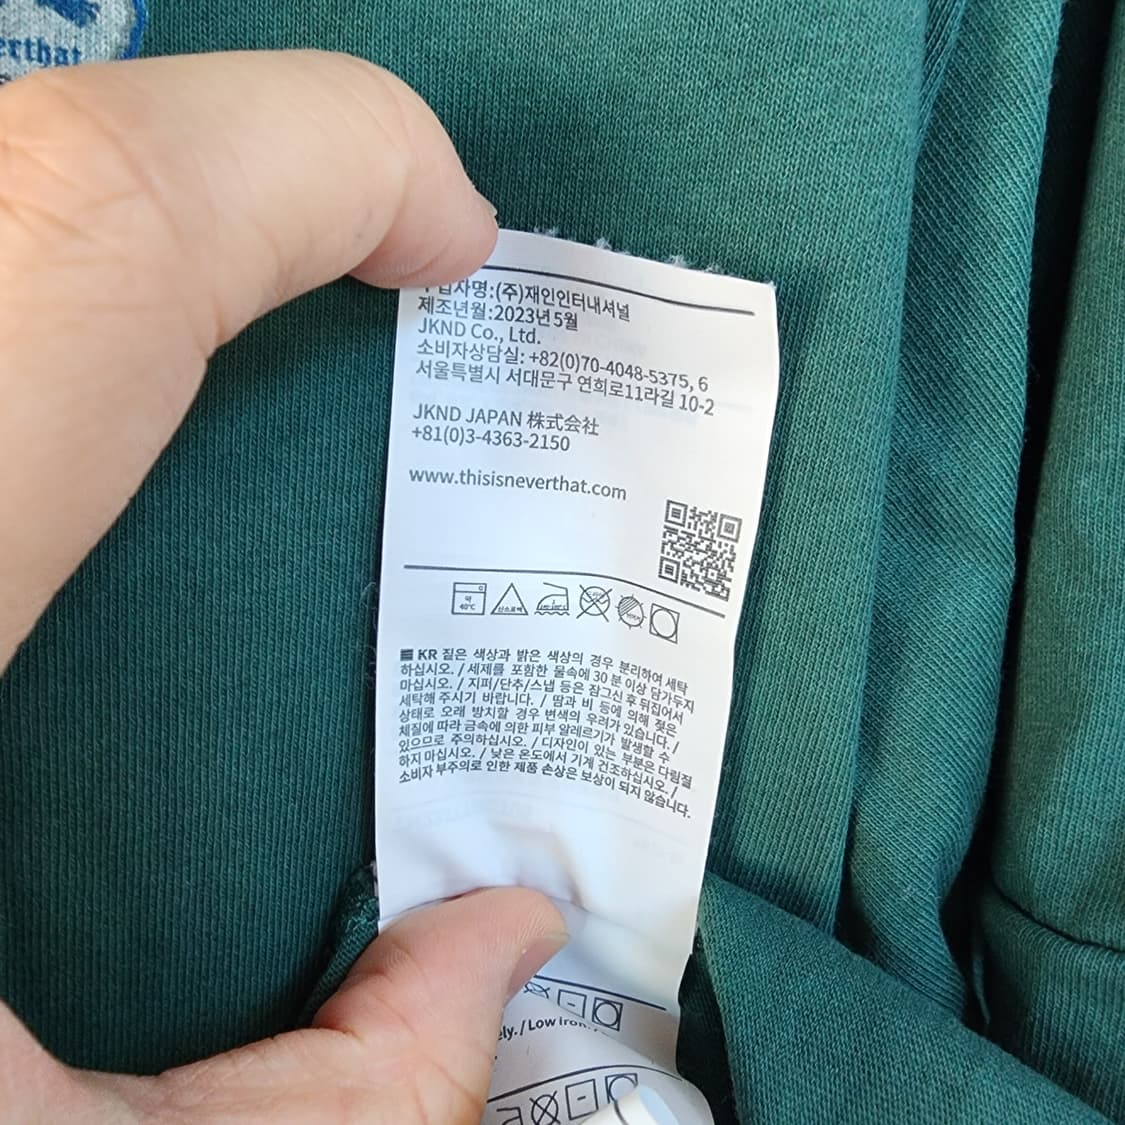 erthat
입자명:(주)재인인터내셔널
제조년월:2023년 5월
JKND Co., Ltd.
소비자상담실: +82(0)70-4048-5375, 6
서울특별시 서대문구 연희로11라길 10-2
JKND JAPAN 株式会社
+81(0)3-4363-2150
www.thisisneverthat.com
약
40℃
산소표백
KR 짙은 색상과 밝은 색상의 경우 분리하여 세탁
하십시오. / 세제를 포함한 물속에 30 분 이상 담가두지
마십시오. / 지퍼/단추/스냅 등은 잠그신 후 뒤집어서
세탁해 주시기 바랍니다. / 땀과 비 등에 의해 젖은
상태로 오래 방치할 경우 변색의 우려가 있습니다. /
체질에 따라 금속에 의한 피부 알레르기가 발생할 수
있으므로 주의하십시오. / 디자인이 있는 부분은 다림질
하지 마십시오. / 낮은 온도에서 기계 건조하십시오. /
소비자 부주의로 인한 제품 손상은 보상이 되지 않습니다.
ely. / Low iron.